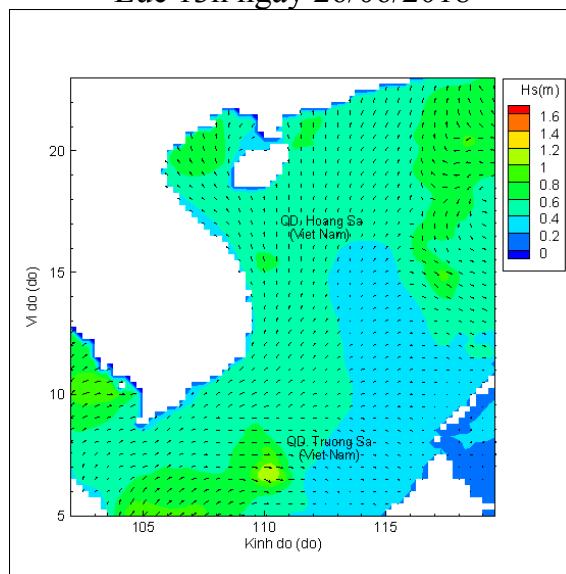 Hs(m)
1.6
1.4
1.2
1
0.8
0.6
0.4
0.2
0
20
15
10
5
Vi do (do)
QD. Hoang Sa
(Viet Nam)
QD. Truong Sa
(Viet Nam)
105
110
115
Kinh do (do)